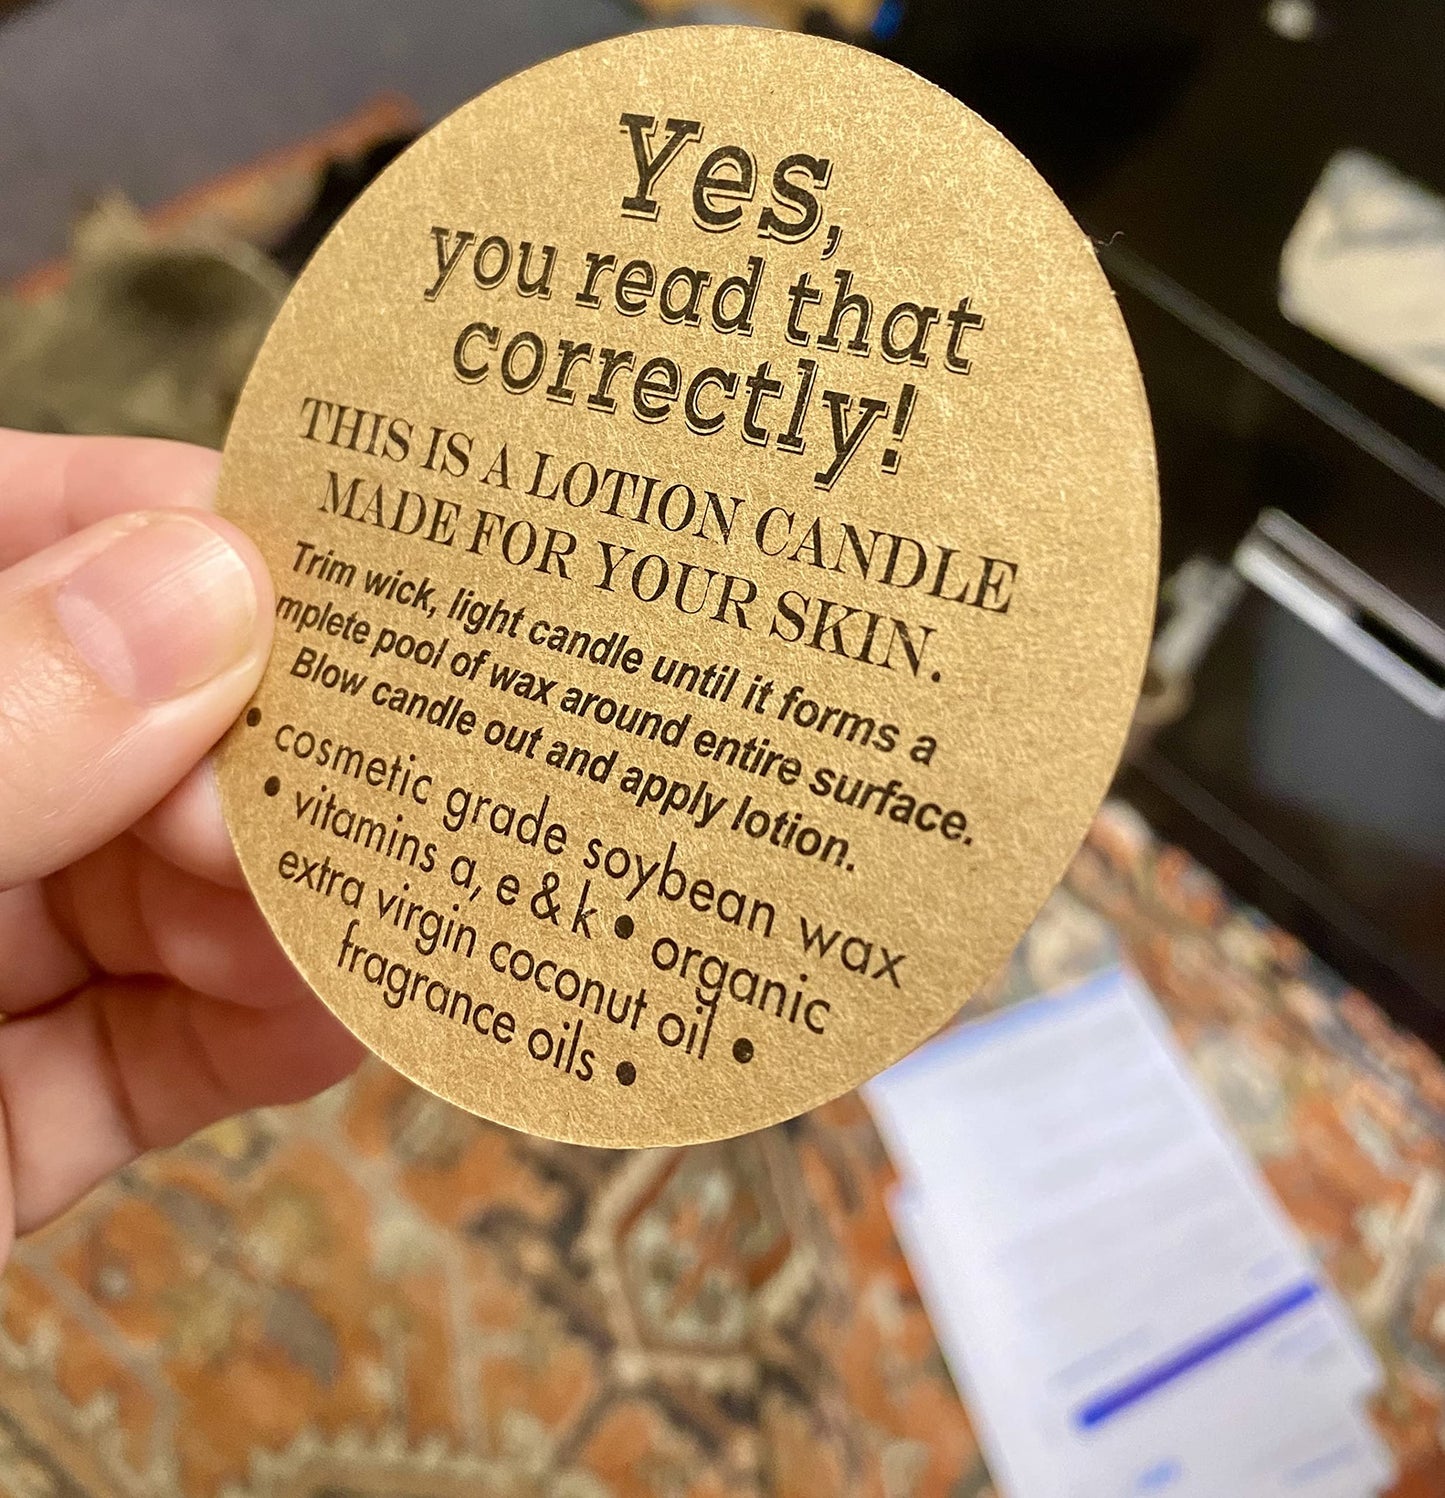 Yes,
you read that
correctly!
THIS IS A LOTION CANDLE
MADE FOR YOUR SKIN.
Trim wick, light candle until it forms a
mplete pool of wax around entire surface.
Blow candle out and apply lotion.
• cosmetic grade soybean wax
• vitamins a, e & k • organic
extra virgin coconut oil •
fragrance oils •